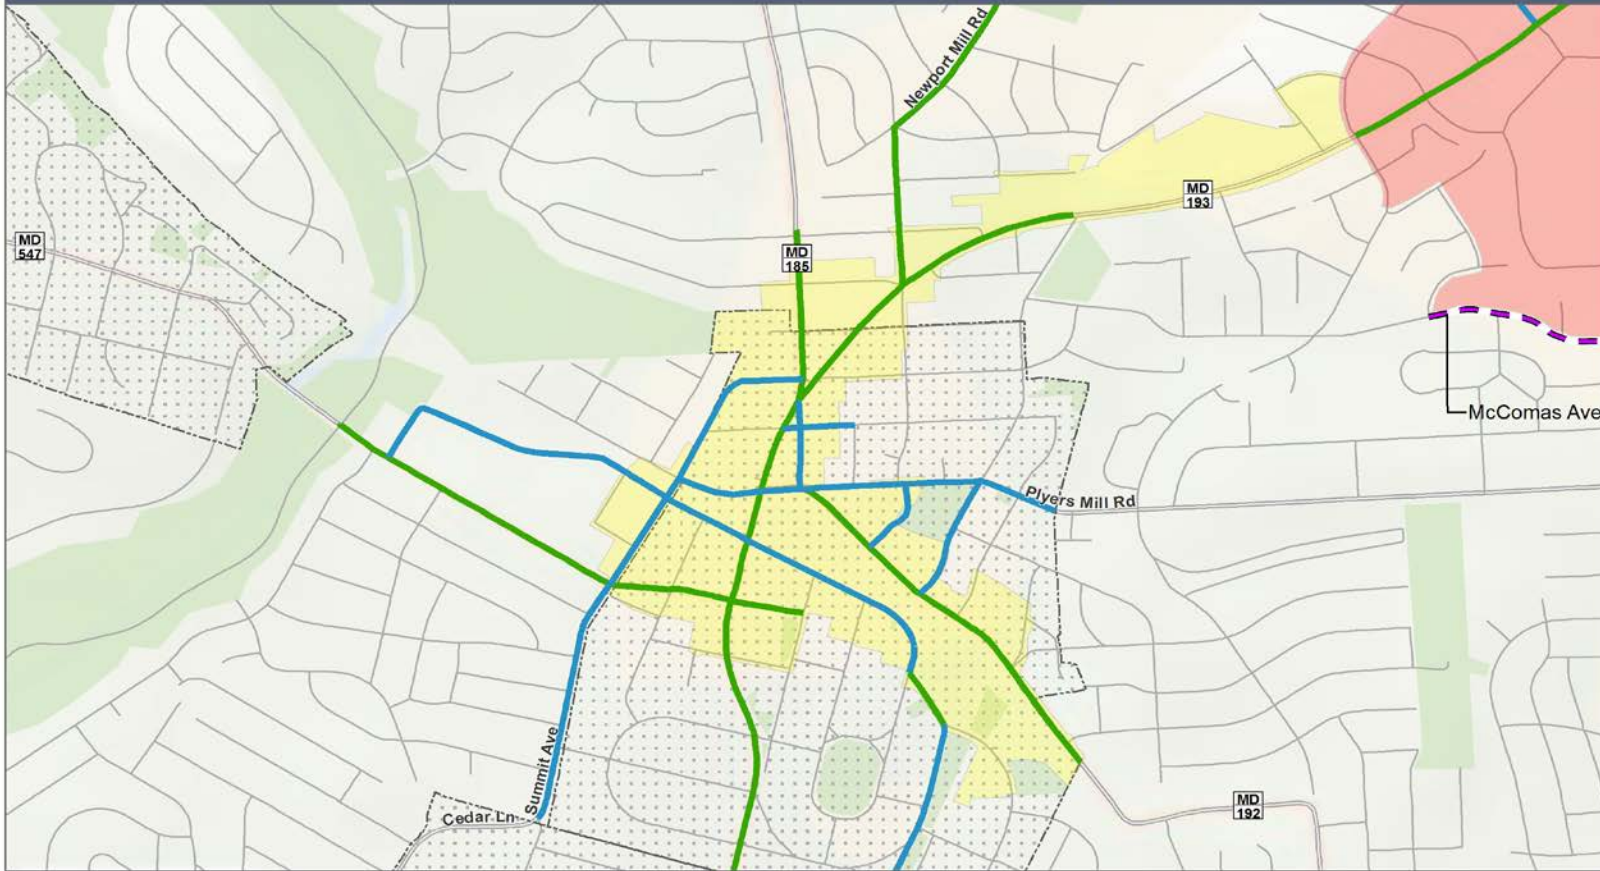 Newport Mill Rd
MD
193
MD
547
MD
185
McComas Ave
Plyers Mill Rd
Summit Ave
Cedar Ln
MD
192